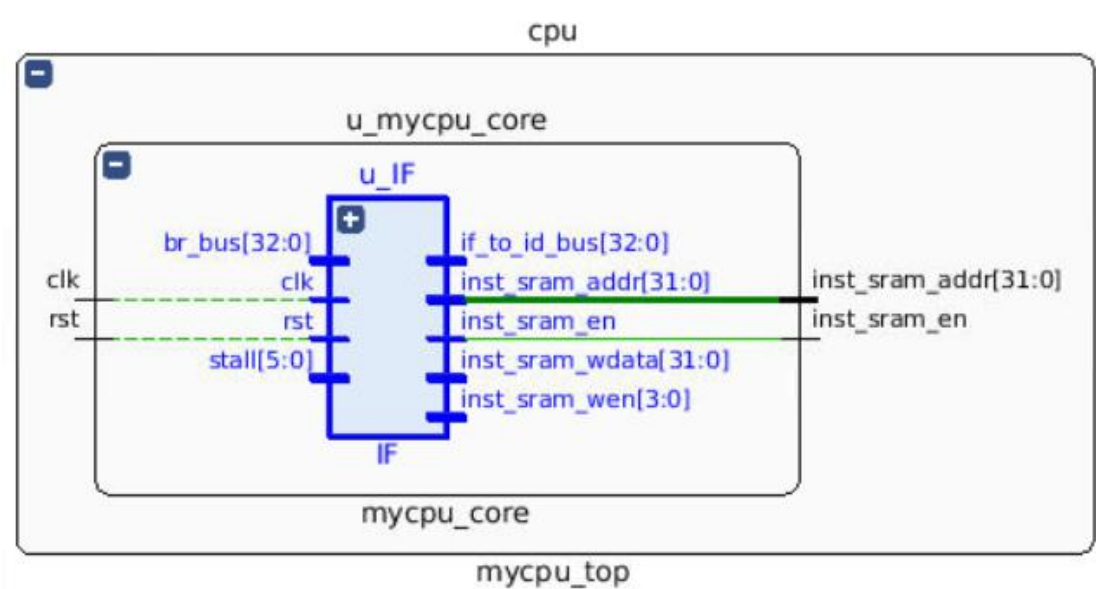 cpu
u_mycpu_core
u_IF
br_bus[32:0] if_to_id_bus[32:0]
clk clk inst_sram_addr[31:0] inst_sram_addr[31:0]
rst rst inst_sram_en inst_sram_en
stall[5:0] inst_sram_wdata[31:0]
inst_sram_wen[3:0]
IF
mycpu_core
mycpu_top